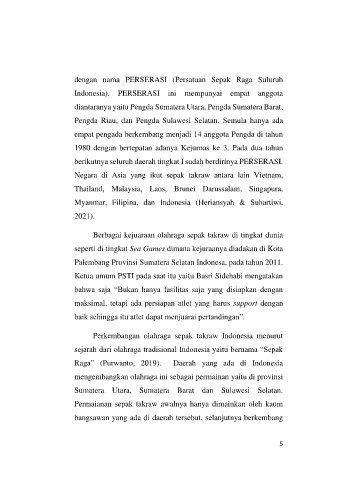 dengan nama PERSERASI (Persatuan Sepak Raga Suluruh
Indonesia). PERSERASI ini mempunyai empat anggota
diantaranya yaitu Pengda Sumatera Utara, Pengda Sumatera Barat,
Pengda Riau, dan Pengda Sulawesi Selatan. Semula hanya ada
empat pengada berkembang menjadi 14 anggota Pengda di tahun
1980 dengan bertepatan adanya Kejurnas ke 3. Pada dua tahun
berikutnya seluruh daerah tingkat I sudah berdirinya PERSERASI.
Negara di Asia yang ikut sepak takraw antara lain Vietnam,
Thailand, Malaysia, Laos, Brunei Darussalam, Singapura,
Myanmar, Filipina, dan Indonesia (Heriansyah & Suhartiwi,
2021).
Berbagai kejuaraan olahraga sepak takraw di tingkat dunia
seperti di tingkat Sea Games dimana kejuraanya diadakan di Kota
Palembang Provinsi Sumatera Selatan Indonesa, pada tahun 2011.
Ketua umum PSTI pada saat itu yaitu Basri Sidehabi mengatakan
bahwa saja “Bukan hanya fasilitas saja yang disiapkan dengan
maksimal, tetapi ada persiapan atlet yang harus support dengan
baik sehingga itu atlet dapat menjuarai pertandingan”.
Perkembangan olahraga sepak takraw Indonesia menurut
sejarah dari olahraga tradisional Indonesia yaitu bernama “Sepak
Raga” (Purwanto, 2019). Daerah yang ada di Indonesia
mengembangkan olahraga ini sebagai permainan yaitu di provinsi
Sumatera Utara, Sumatera Barat dan Sulawesi Selatan.
Permaianan sepak takraw awalnya hanya dimainkan oleh kaum
bangsawan yang ada di daerah tersebut, selanjutnya berkembang
5